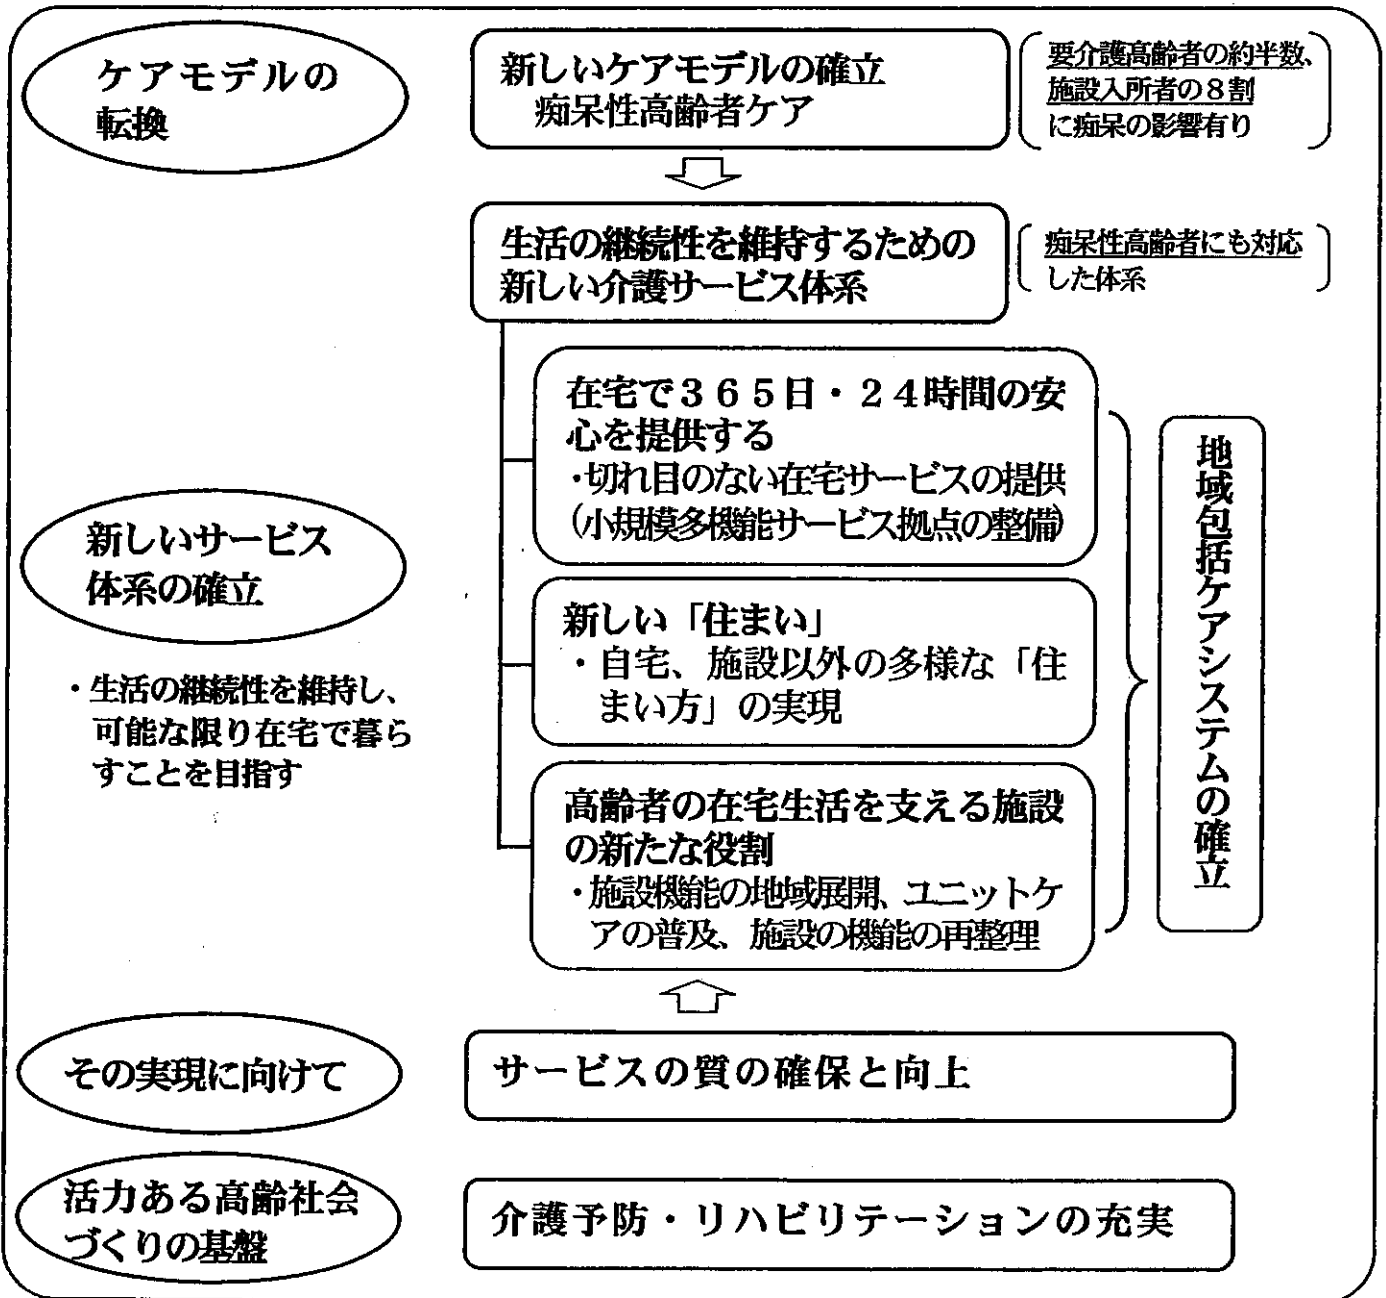 ケアモデルの
転換
新しいケアモデルの確立
痴呆性高齢者ケア
要介護高齢者の約半数、
施設入所者の8割
に痴呆の影響有り
生活の継続性を維持するための
新しい介護サービス体系
痴呆性高齢者にも対応
した体系
新しいサービス
体系の確立
・生活の継続性を維持し、
可能な限り在宅で暮ら
すことを目指す
在宅で365日・24時間の安
心を提供する
・切れ目のない在宅サービスの提供
(小規模多機能サービス拠点の整備)
新しい「住まい」
・自宅、施設以外の多様な「住
まい方」の実現
高齢者の在宅生活を支える施設
の新たな役割
・施設機能の地域展開、ユニットケ
アの普及、施設の機能の再整理
地域包括ケアシステムの確立
その実現に向けて
サービスの質の確保と向上
活力ある高齢社会
づくりの基盤
介護予防・リハビリテーションの充実